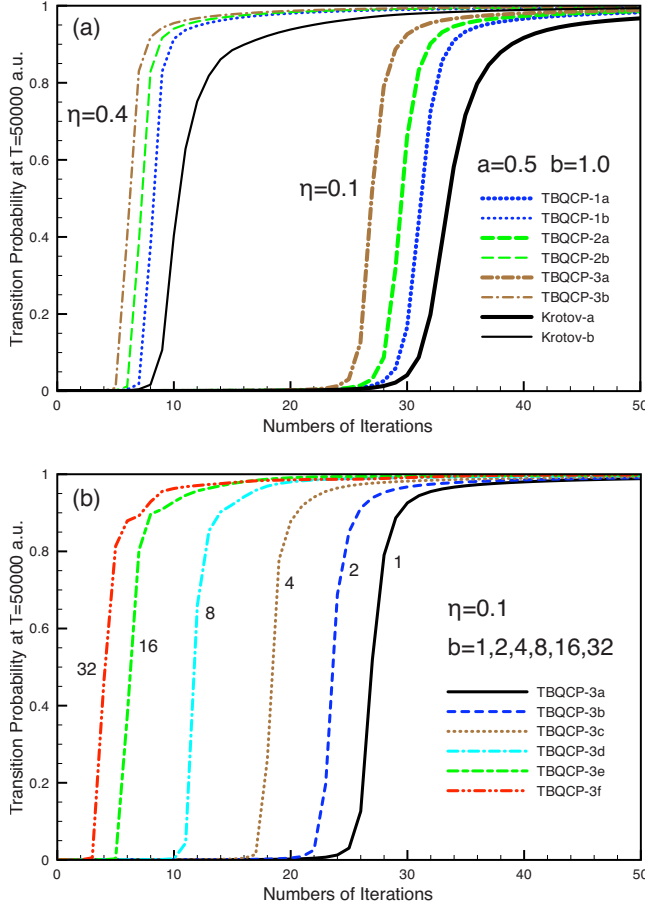 (a)
Transition Probability at T=50000 a.u.
1
0.8
0.6
0.4
0.2
0
η=0.4
η=0.1
a=0.5 b=1.0
TBQCP-1a
TBQCP-1b
TBQCP-2a
TBQCP-2b
TBQCP-3a
TBQCP-3b
Krotov-a
Krotov-b
0 10 20 30 40 50
Numbers of Iterations
(b)
Transition Probability at T=50000 a.u.
1
0.8
0.6
0.4
0.2
0
32
16
8
4
2
1
η=0.1
b=1,2,4,8,16,32
TBQCP-3a
TBQCP-3b
TBQCP-3c
TBQCP-3d
TBQCP-3e
TBQCP-3f
0 10 20 30 40 50
Numbers of Iterations